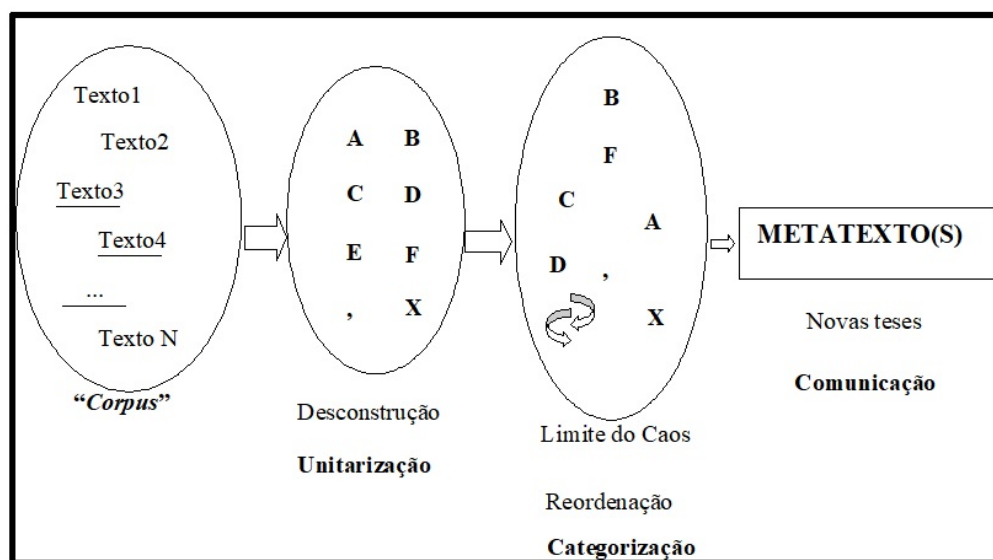 Texto1
Texto2
Texto3
Texto4
...
Texto N
“Corpus”
A B
C D
E F
, X
Desconstrução
Unitarização
B
F
C
A
D ,
X
Limite do Caos
Reordenação
Categorização
METATEXTO(S)
Novas teses
Comunicação